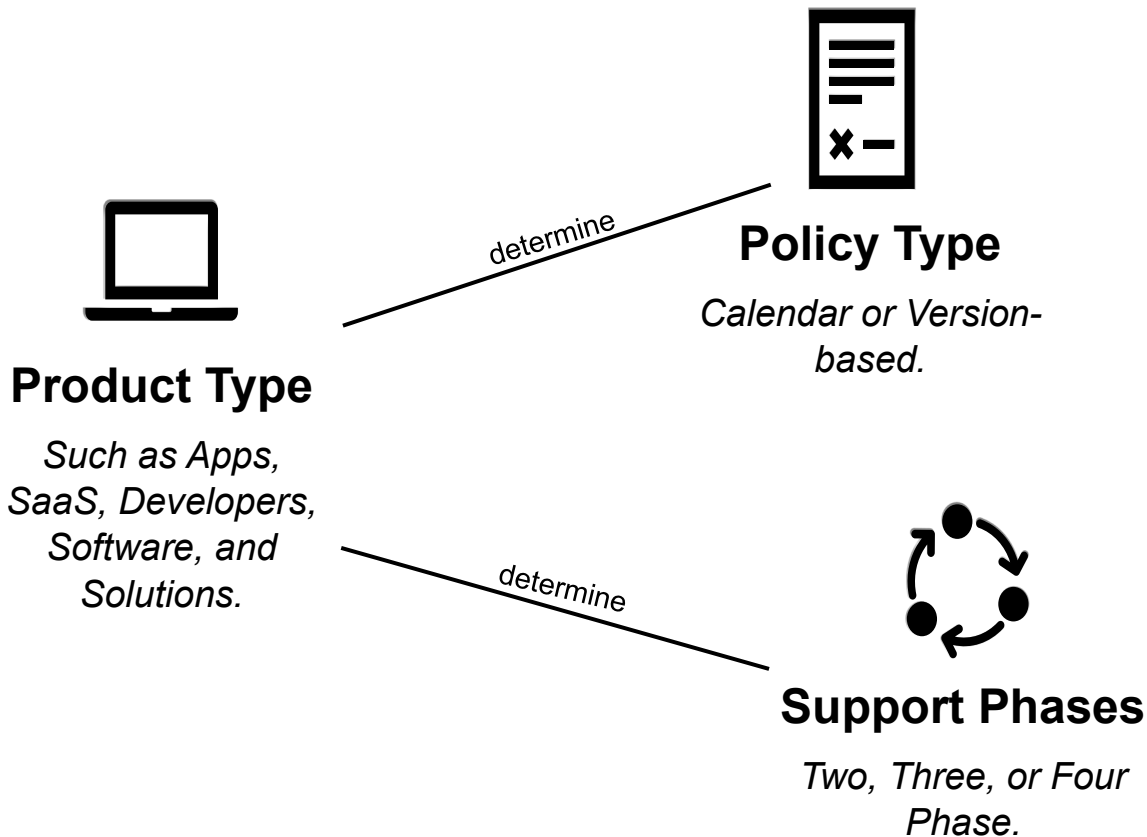 determine
Policy Type
Calendar or Version-
based.
Product Type
Such as Apps,
SaaS, Developers,
Software, and
Solutions.
determine
Support Phases
Two, Three, or Four
Phase.